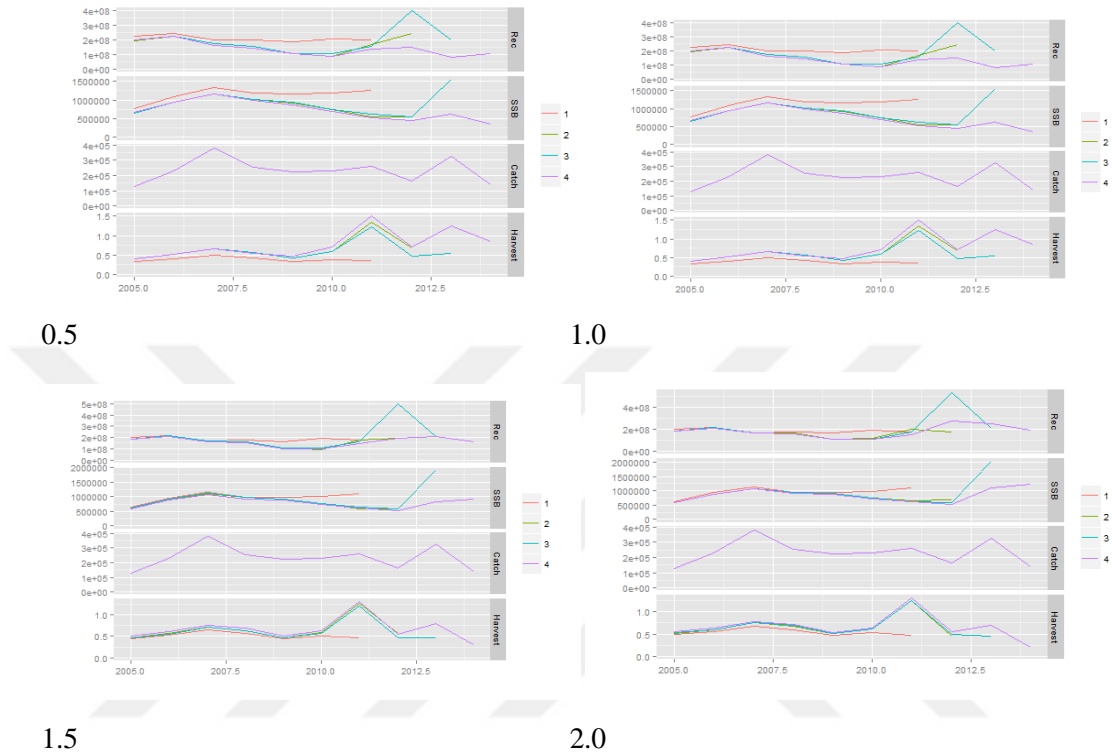 4e+08
3e+08
2e+08
1e+08
0e+00
Rec
1500000
1000000
500000
0
SSB
4e+05
3e+05
2e+05
1e+05
0e+00
Catch
1.5
1.0
0.5
0.0
Harvest
2005.0 2007.5 2010.0 2012.5
1
2
3
4
0.5
4e+08
3e+08
2e+08
1e+08
0e+00
Rec
1500000
1000000
500000
0
SSB
4e+05
3e+05
2e+05
1e+05
0e+00
Catch
1.5
1.0
0.5
0.0
Harvest
2005.0 2007.5 2010.0 2012.5
1
2
3
4
1.0
5e+08
4e+08
3e+08
2e+08
1e+08
0e+00
Rec
2000000
1500000
1000000
500000
0
SSB
4e+05
3e+05
2e+05
1e+05
0e+00
Catch
1.0
0.5
0.0
Harvest
2005.0 2007.5 2010.0 2012.5
1
2
3
4
1.5
4e+08
2e+08
0e+00
Rec
2000000
1500000
1000000
500000
0
SSB
4e+05
3e+05
2e+05
1e+05
0e+00
Catch
1.0
0.5
0.0
Harvest
2005.0 2007.5 2010.0 2012.5
1
2
3
4
2.0